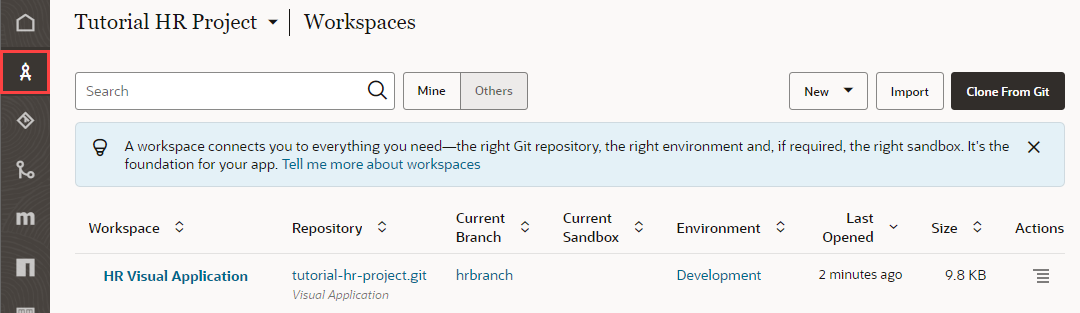 Tutorial HR Project Workspaces
Search Mine Others New Import Clone From Git
A workspace connects you to everything you need—the right Git repository, the right environment and, if required, the right sandbox. It's the
foundation for your app. Tell me more about workspaces
Workspace Repository Current Branch Current Sandbox Environment Last Opened Size Actions
HR Visual Application tutorial-hr-project.git hrbranch Development 2 minutes ago 9.8 KB
Visual Application
m